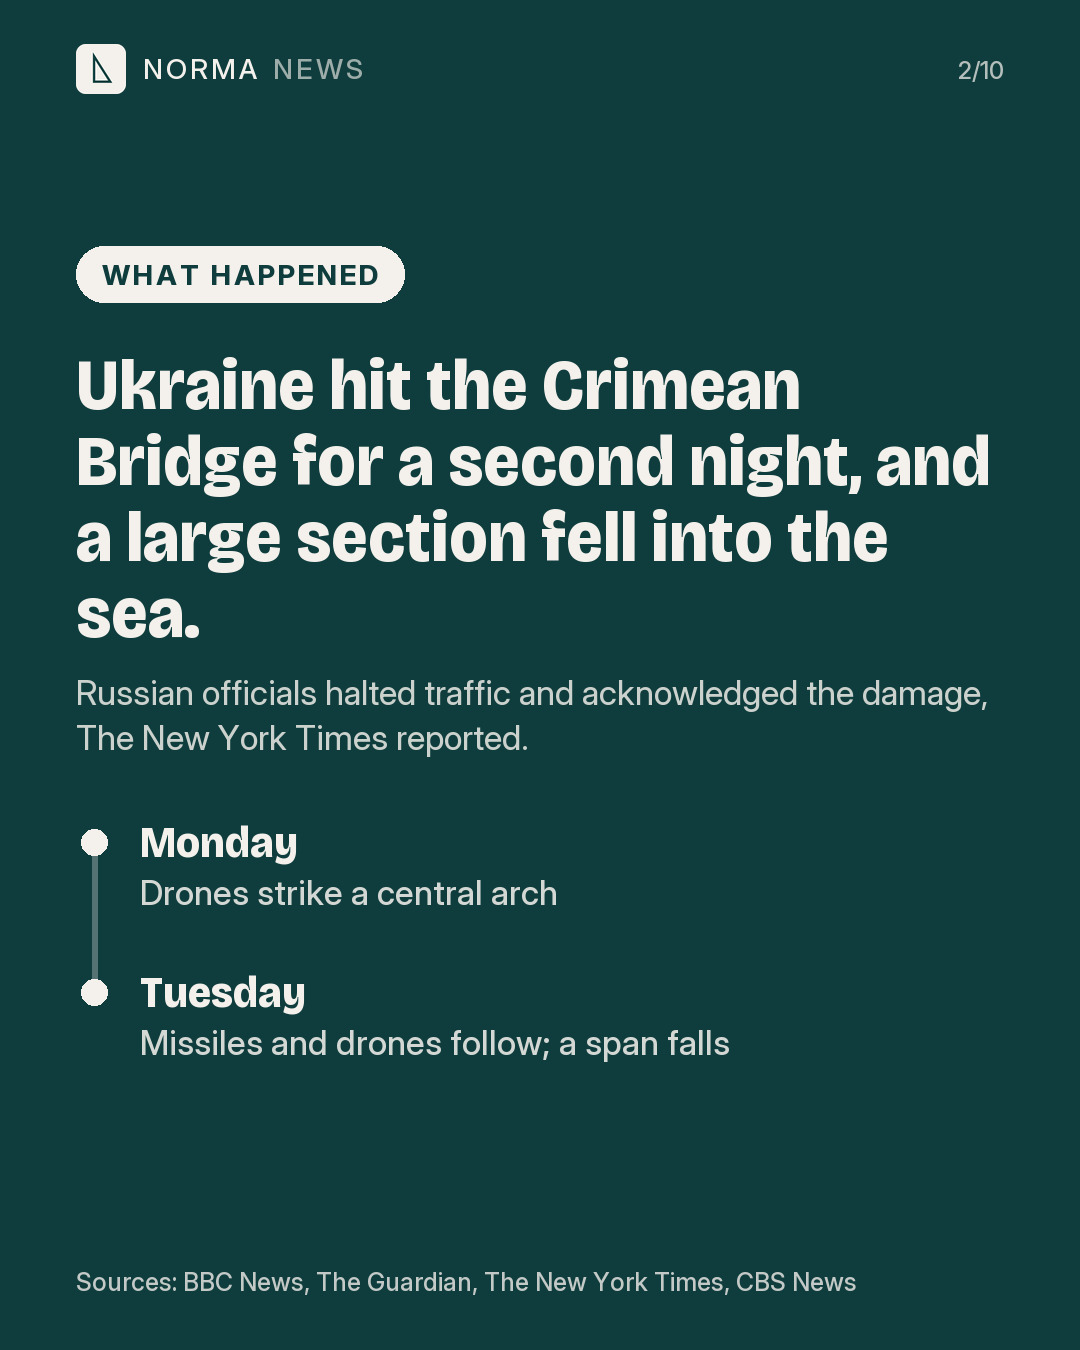 NORMA NEWS
2/10
WHAT HAPPENED
Ukraine hit the Crimean
Bridge for a second night, and
a large section fell into the
sea.
Russian officials halted traffic and acknowledged the damage,
The New York Times reported.
Monday
Drones strike a central arch
Tuesday
Missiles and drones follow; a span falls
Sources: BBC News, The Guardian, The New York Times, CBS News